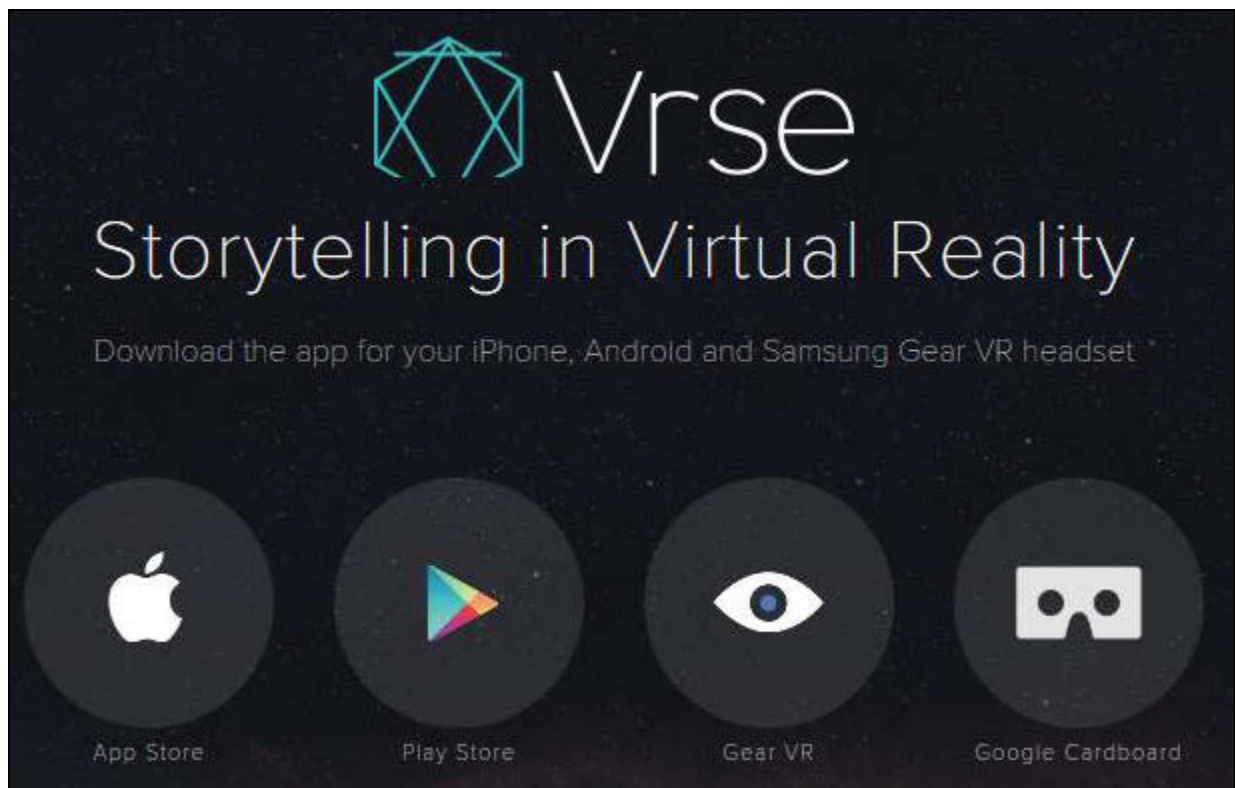 Vrse
Storytelling in Virtual Reality
Download the app for your iPhone, Android and Samsung Gear VR headset
App Store Play Store Gear VR Google Cardboard